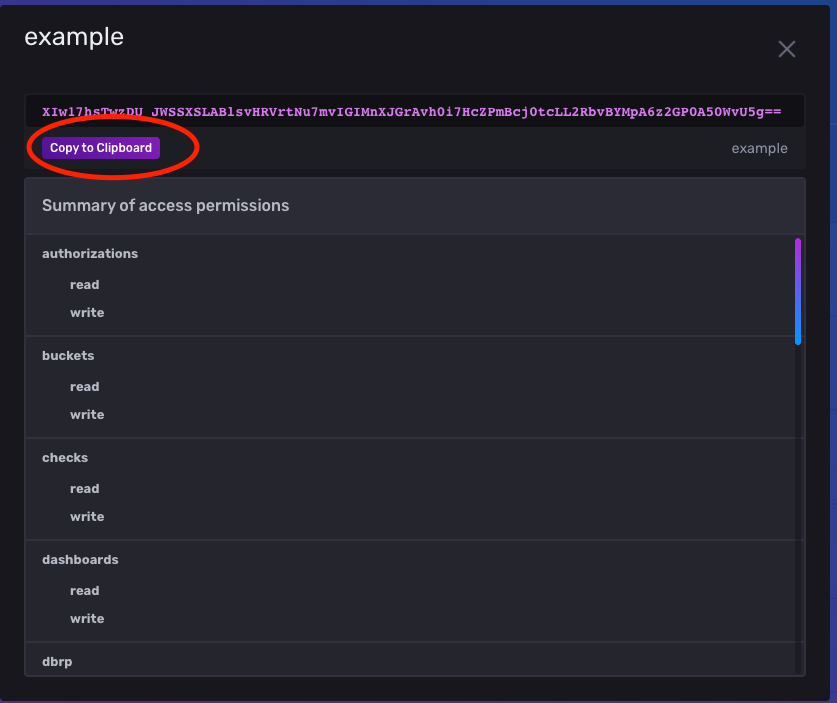 example
XIw17hsTwzDU_JWSSXSLABlsvHRVrtNu7mvIGIMnXJGrAvh0i7HcZPmBcj0tcLL2RbvBYMpA6z2GP0A5OWvU5g==
Copy to Clipboard
example
Summary of access permissions
authorizations
read
write
buckets
read
write
checks
read
write
dashboards
read
write
dbrp